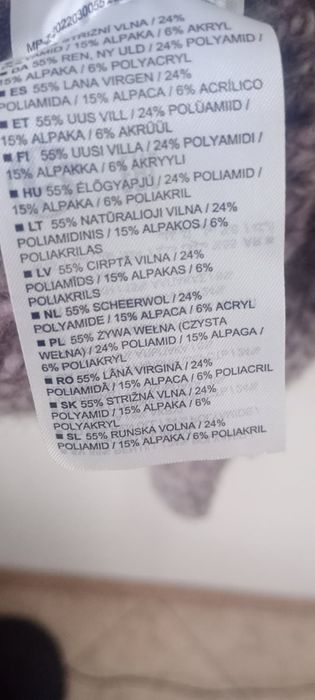 STRIŽNÍ VLNA / 24%
/ 15% ALPAKA / 6% AKRYL
55% REN, NY ULD / 24% POLYAMID /
15% ALPAKA / 6% POLYACRYL
■ ES 55% LANA VIRGEN / 24%
POLIAMIDA / 15% ALPACA / 6% ACRÍLICO
■ ET 55% UUS VILL / 24% POLÜAMIID /
15% ALPAKA / 6% AKRÜÜL
■ FI 55% UUSI VILLA / 24% POLYAMIDI /
15% ALPAKKA / 6% AKRYYLI
■ HU 55% ÉLŐGYAPJÚ / 24% POLIAMID /
15% ALPAKA / 6% POLIAKRIL
■ LT 55% NATŪRALIOJI VILNA / 24%
POLIAMIDINIS / 15% ALPAKOS / 6%
POLIAKRILAS
■ LV 55% CIRPTĀ VILNA / 24%
POLIAMĪDS / 15% ALPAKAS / 6%
POLIAKRILS
■ NL 55% SCHEERWOL / 24%
POLYAMIDE / 15% ALPACA / 6% ACRYL
■ PL 55% ŻYWA WEŁNA (CZYSTA
WEŁNA) / 24% POLIAMID / 15% ALPAGA /
6% POLIAKRYL
■ RO 55% LÂNĂ VIRGINĂ / 24%
POLIAMIDĂ / 15% ALPACA / 6% POLIACRIL
■ SK 55% STRIŽNÁ VLNA / 24%
POLYAMID / 15% ALPAKA / 6%
POLYAKRYL
■ SL 55% RUNSKA VOLNA / 24%
POLIAMID / 15% ALPAKA / 6% POLIAKRIL